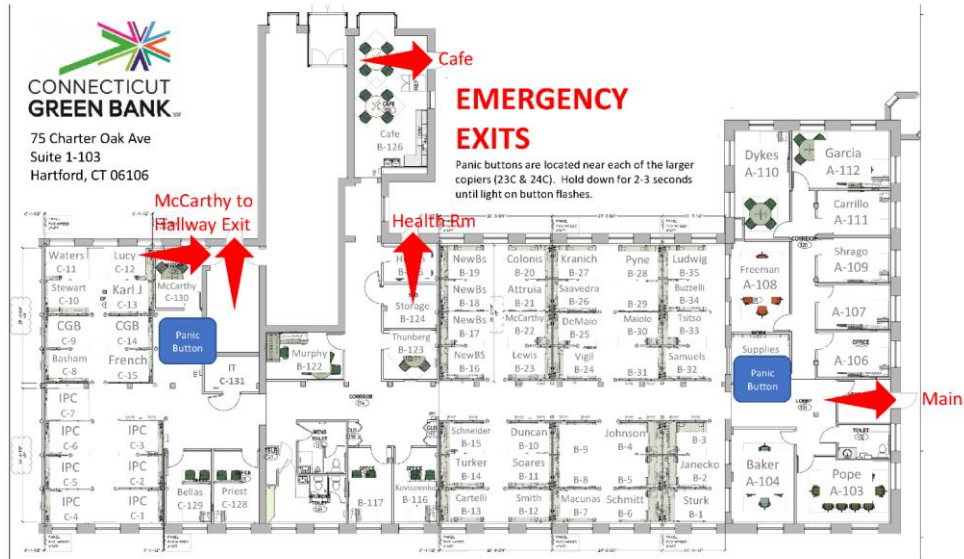 CONNECTICUT
GREEN BANK
75 Charter Oak Ave
Suite 1-103
Hartford, CT 06106
Cafe
EMERGENCY
EXITS
Panic buttons are located near each of the larger
copiers (23C & 24C). Hold down for 2-3 seconds
until light on button flashes.
McCarthy to
Hallway Exit
Health Rm
Main
Cafe
B-126
Dykes
A-110
Garcia
A-112
Carrillo
A-111
Shrago
A-109
Freeman
A-108
A-107
OFFICE
A-106
Supplies
Panic
Button
LOBBY
TOILET
Baker
A-104
Pope
A-103
Waters
C-11
Lucy
C-12
Stewart
C-10
Karl J
C-13
McCarthy
C-130
CGB
C-9
CGB
C-14
Basham
C-8
French
C-15
Panic
Button
IT
C-131
IPC
C-7
IPC
C-6
IPC
C-3
IPC
C-5
IPC
C-2
IPC
C-4
IPC
C-1
Bellas
C-129
Priest
C-128
Murphy
B-122
Storage
B-124
Thunberg
B-123
CORRIDOR
MENS
TOILET
OFFICE
B-117
OFFICE
Kovtunenko
B-116
NewBS
B-19
Colonis
B-20
Kranich
B-27
Pyne
B-28
Ludwig
B-35
NewBS
B-18
Attruia
B-21
Saavedra
B-26
B-29
Buzzelli
B-34
NewBS
B-17
McCarthy
B-22
DeMaio
B-25
Maiolo
B-30
Tsitso
B-33
NewBS
B-16
Lewis
B-23
Vigil
B-24
B-31
Samuels
B-32
Schneider
B-15
Duncan
B-10
B-9
Johnson
B-4
B-3
Turker
B-14
Soares
B-11
B-8
B-5
Janecko
B-2
Cartelli
B-13
Smith
B-12
Macunas
B-7
Schmitt
B-6
Sturk
B-1